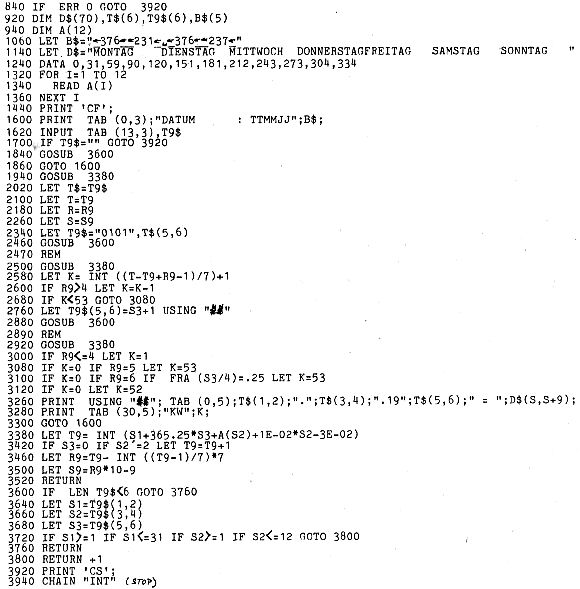 840 IF  ERR 0 GOTO  3920
920 DIM D$(70),T$(6),T9$(6),B$(5)
940 DIM A(12)
1060 LET B$="←376←231←←376←237←"
1140 LET D$="MONTAG    DIENSTAG  MITTWOCH  DONNERSTAGFREITAG   SAMSTAG   SONNTAG   "
1240 DATA 0,31,59,90,120,151,181,212,243,273,304,334
1320 FOR I=1 TO 12
1340   READ A(I)
1360 NEXT I
1440 PRINT 'CF';
1600 PRINT  TAB (0,3);"DATUM      : TTMMJJ";B$;
1620 INPUT  TAB (13,3),T9$
1700 IF T9$="" GOTO 3920
1840 GOSUB  3600
1860 GOTO 1600
1940 GOSUB  3380
2020 LET T$=T9$
2100 LET T=T9
2180 LET R=R9
2260 LET S=S9
2340 LET T9$="0101",T$(5,6)
2460 GOSUB  3600
2470 REM
2500 GOSUB  3380
2580 LET K= INT ((T-T9+R9-1)/7)+1
2600 IF R9>4 LET K=K-1
2680 IF K<53 GOTO 3080
2760 LET T9$(5,6)=S3+1 USING "##"
2880 GOSUB  3600
2890 REM
2920 GOSUB  3380
3000 IF R9<=4 LET K=1
3080 IF K=0 IF R9=5 LET K=53
3100 IF K=0 IF R9=6 IF  FRA (S3/4)=.25 LET K=53
3120 IF K=0 LET K=52
3260 PRINT  USING "##"; TAB (0,5);T$(1,2);".";T$(3,4);".19";T$(5,6);" = ";D$(S,S+9);
3280 PRINT  TAB (30,5);"KW";K;
3300 GOTO 1600
3380 LET T9= INT (S1+365.25*S3+A(S2)+1E-02*S2-3E-02)
3420 IF S3=0 IF S2 =2 LET T9=T9+1
3460 LET R9=T9- INT ((T9-1)/7)*7
3500 LET S9=R9*10-9
3520 RETURN
3600 IF  LEN T9$<6 GOTO 3760
3640 LET S1=T9$(1,2)
3660 LET S2=T9$(3,4)
3680 LET S3=T9$(5,6)
3720 IF S1>=1 IF S1<=31 IF S2>=1 IF S2<=12 GOTO 3800
3760 RETURN
3800 RETURN +1
3920 PRINT 'CS';
3940 CHAIN "INT" (STOP)